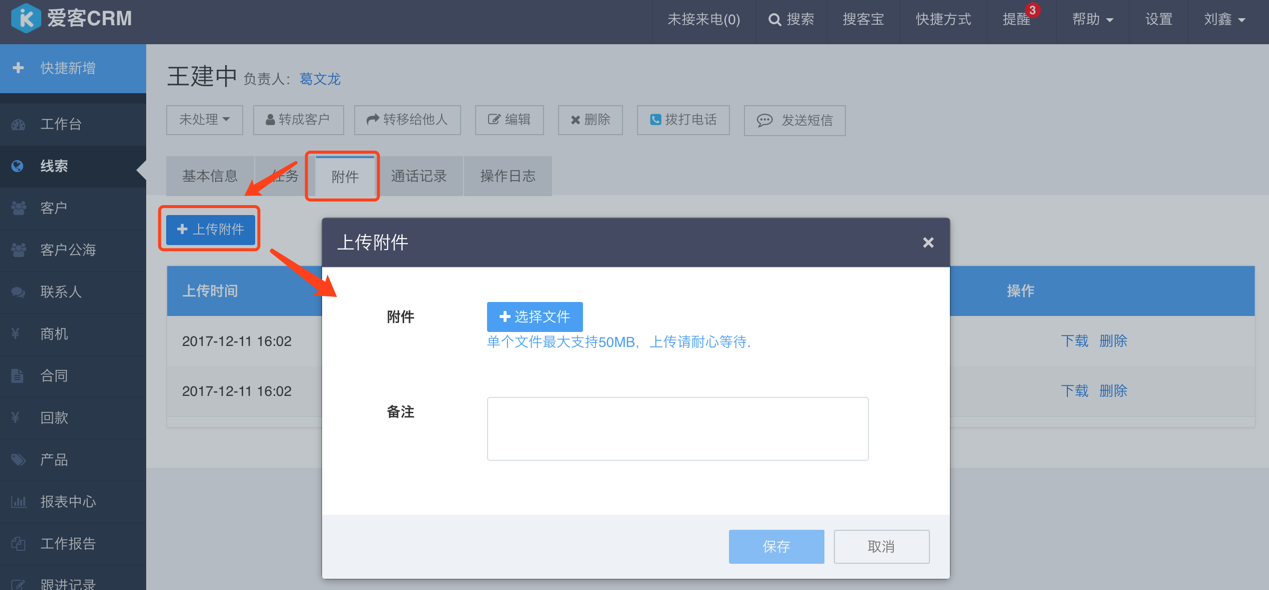 爱客CRM
未接来电(0)
搜索
搜客宝
快捷方式
提醒
3
帮助
设置
刘鑫
快捷新增
工作台
线索
客户
客户公海
联系人
商机
合同
回款
产品
报表中心
工作报告
跟进记录
王建中 负责人: 葛文龙
未处理
转成客户
转移给他人
编辑
删除
拨打电话
发送短信
基本信息
任务
附件
通话记录
操作日志
上传附件
上传时间
操作
2017-12-11 16:02
下载 删除
2017-12-11 16:02
下载 删除
上传附件
附件
选择文件
单个文件最大支持50MB, 上传请耐心等待.
备注
保存
取消